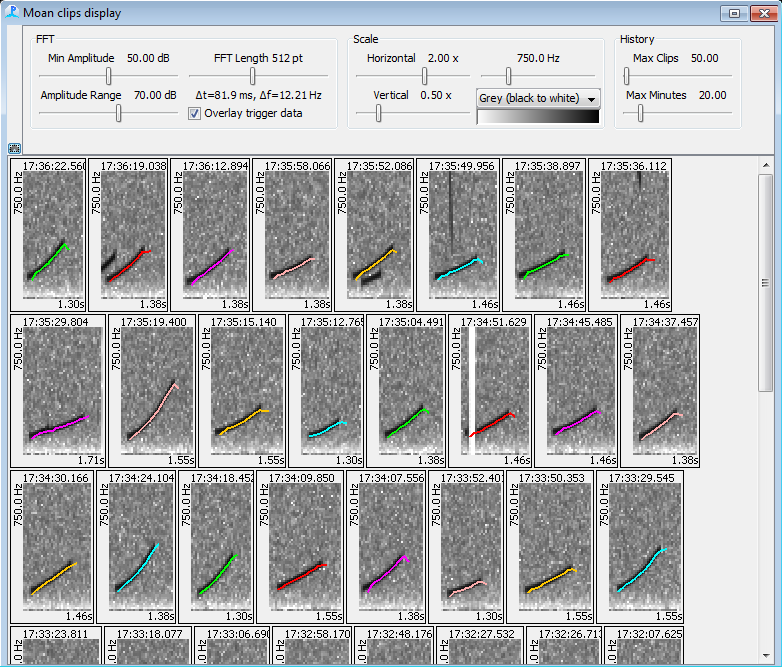 Moan clips display
FFT
Scale
History
Min Amplitude 50.00 dB
FFT Length 512 pt
Horizontal 2.00 x
750.0 Hz
Max Clips 50.00
Amplitude Range 70.00 dB
Δt=81.9 ms, Δf=12.21 Hz
Vertical 0.50 x
Grey (black to white)
Max Minutes 20.00
Overlay trigger data
17:36:22.560 17:36:19.038 17:36:12.894 17:35:58.066 17:35:52.086 17:35:49.956 17:35:38.897 17:35:36.112
750.0 Hz 750.0 Hz 750.0 Hz 750.0 Hz 750.0 Hz 750.0 Hz 750.0 Hz 750.0 Hz
1.30s 1.38s 1.38s 1.38s 1.38s 1.46s 1.46s 1.46s
17:35:29.804 17:35:19.400 17:35:15.140 17:35:12.765 17:35:04.491 17:34:51.629 17:34:45.485 17:34:37.457
750.0 Hz 750.0 Hz 750.0 Hz 750.0 Hz 750.0 Hz 750.0 Hz 750.0 Hz 750.0 Hz
1.71s 1.55s 1.55s 1.30s 1.38s 1.46s 1.46s 1.38s
17:34:30.166 17:34:24.104 17:34:18.452 17:34:09.850 17:34:07.556 17:33:52.401 17:33:50.353 17:33:29.545
750.0 Hz 750.0 Hz 750.0 Hz 750.0 Hz 750.0 Hz 750.0 Hz 750.0 Hz 750.0 Hz
1.46s 1.38s 1.30s 1.55s 1.38s 1.30s 1.55s 1.55s
17:33:23.811 17:33:18.077 17:33:06.690 17:32:58.170 17:32:48.176 17:32:27.532 17:32:26.713 17:32:07.625
.0 Hz .0 Hz .0 Hz .0 Hz .0 Hz .0 Hz .0 Hz .0 Hz